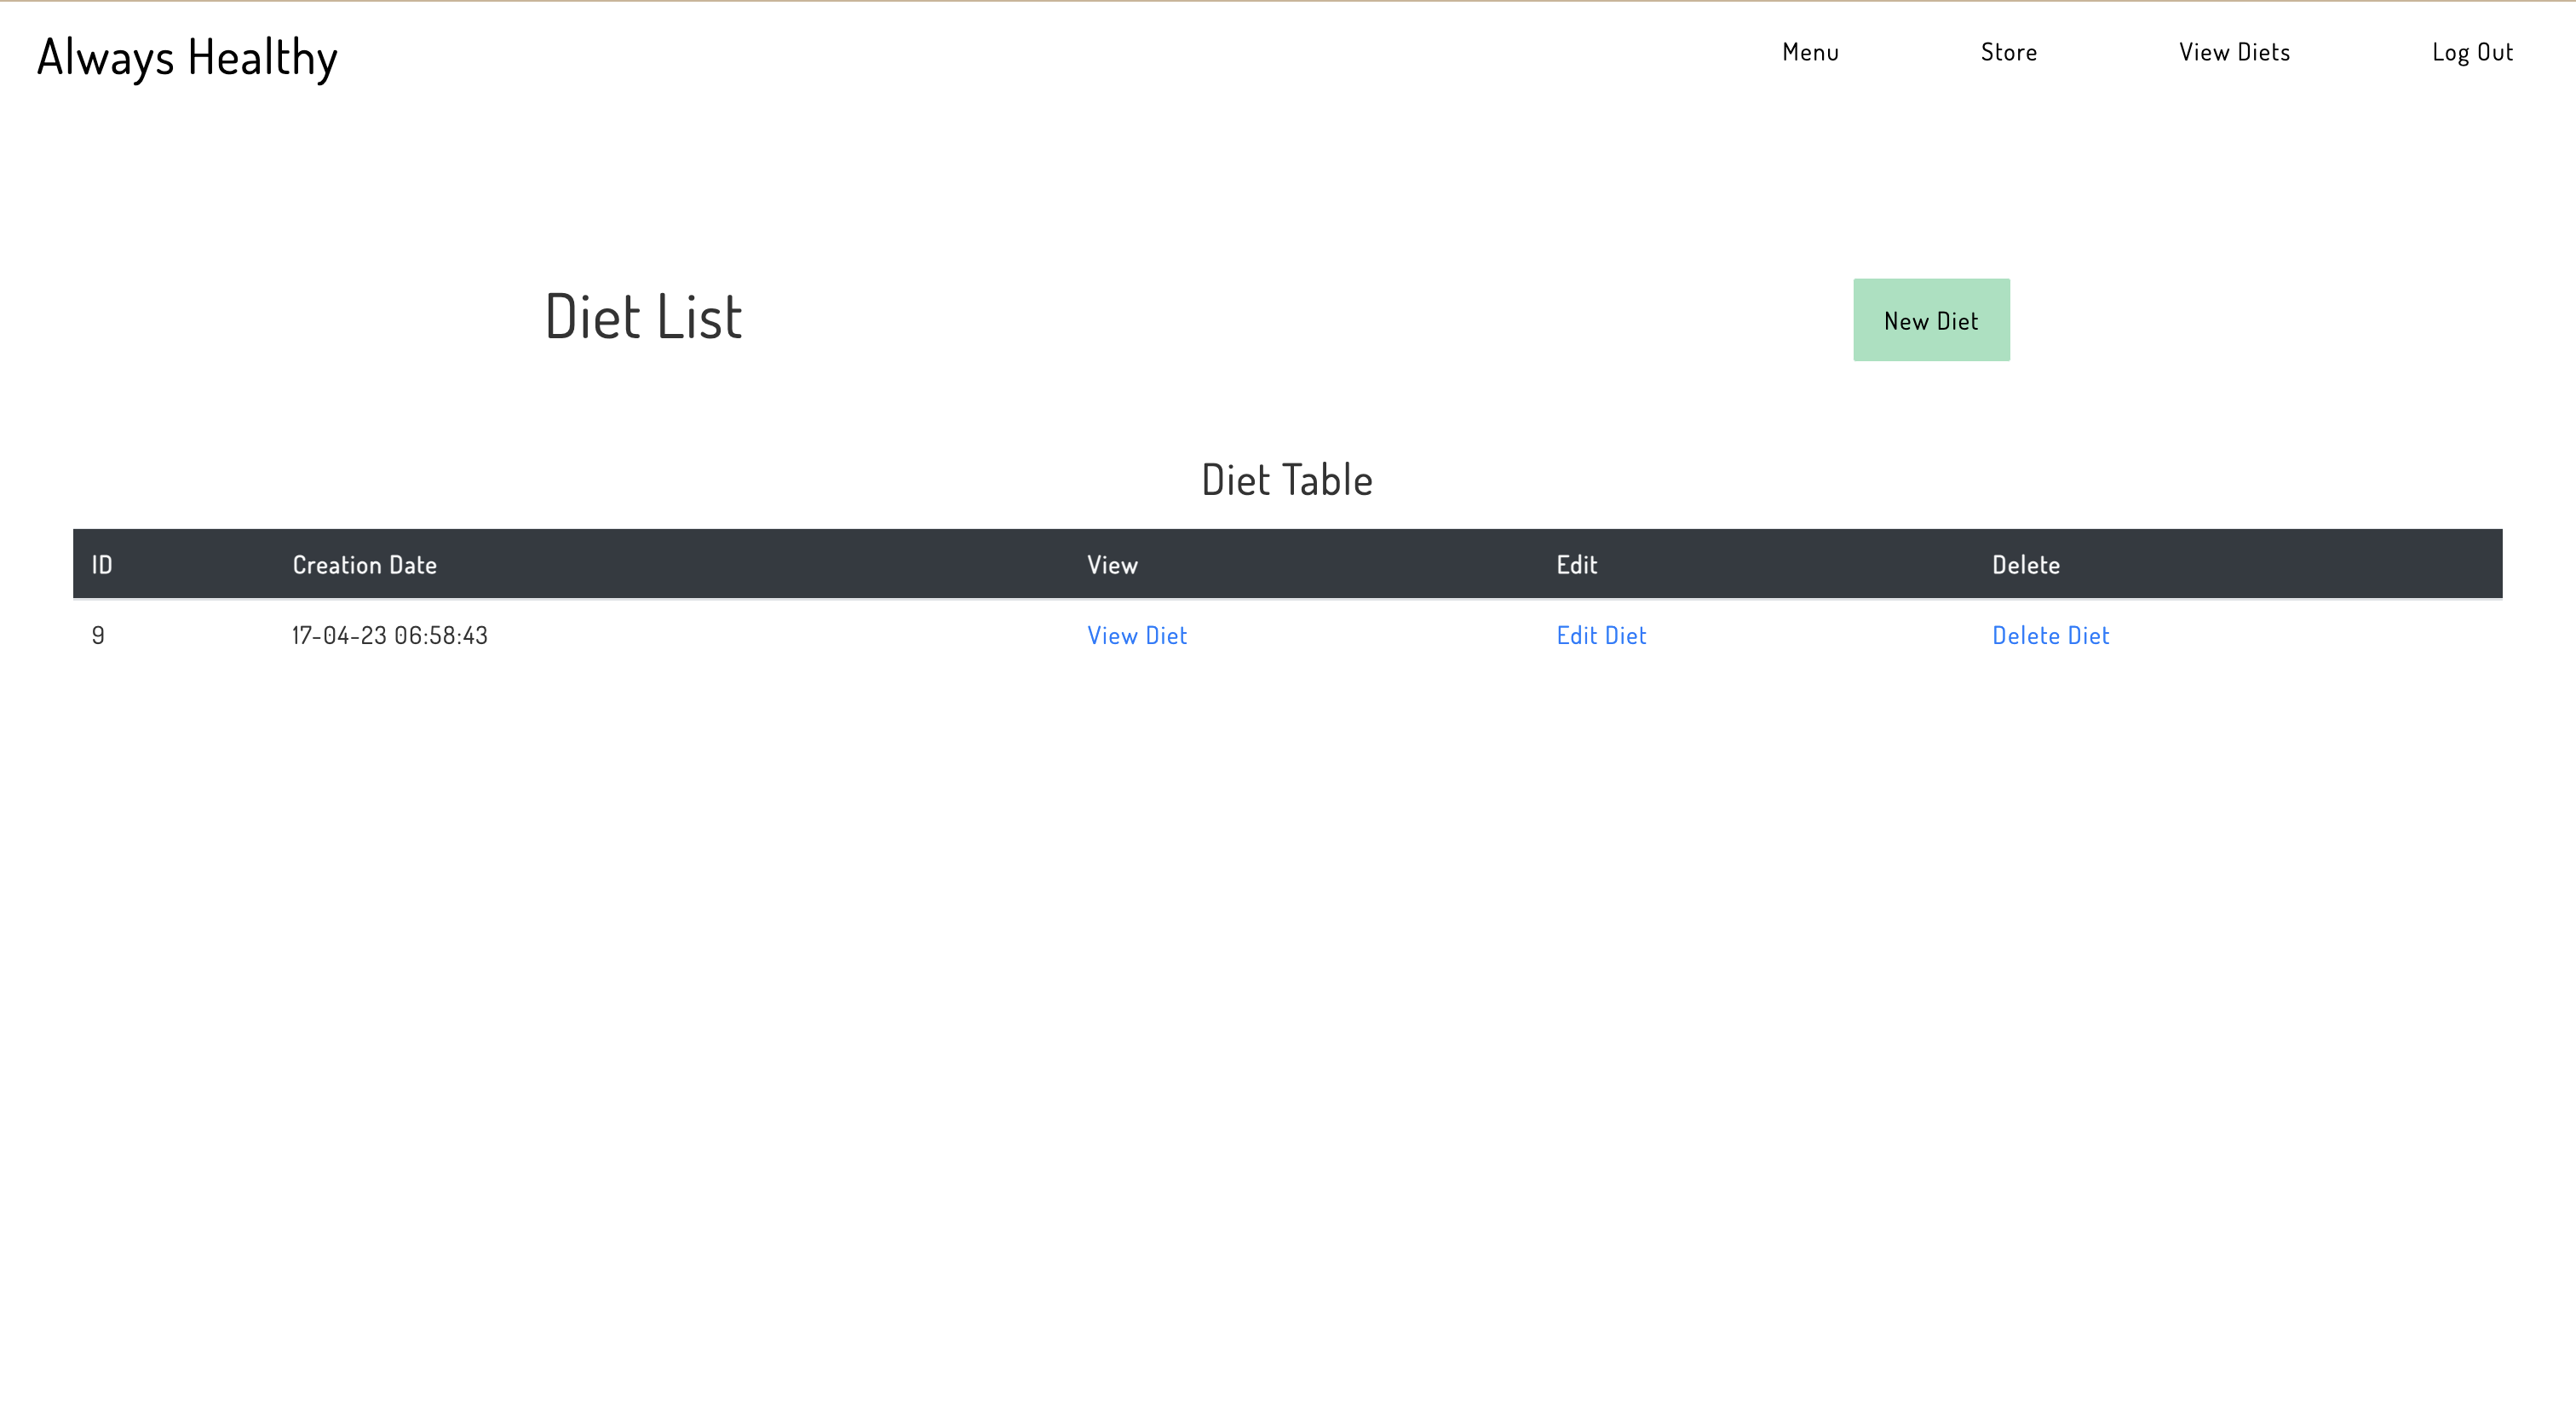 Always Healthy Menu Store View Diets Log Out
Diet List New Diet
Diet Table
ID Creation Date View Edit Delete
9 17-04-23 06:58:43 View Diet Edit Diet Delete Diet